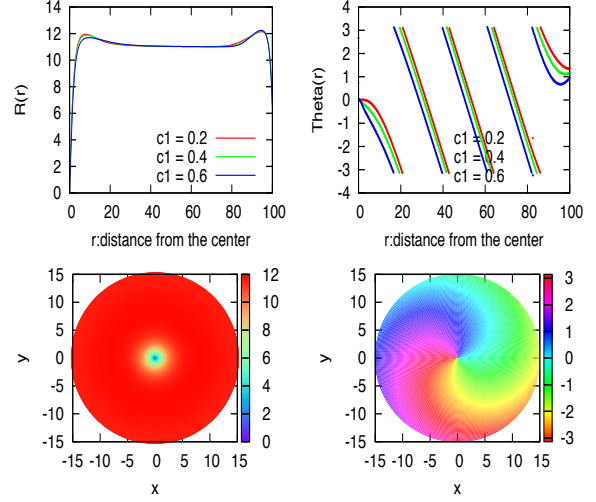 14
12
10
8
6
4
2
0
R(r)
c1 = 0.2
c1 = 0.4
c1 = 0.6
0 20 40 60 80 100
r:distance from the center
4
3
2
1
0
-1
-2
-3
-4
Theta(r)
c1 = 0.2
c1 = 0.4
c1 = 0.6
0 20 40 60 80 100
r:distance from the center
15
10
5
0
-5
-10
-15
y
-15 -10 -5 0 5 10 15
x
12
10
8
6
4
2
0
15
10
5
0
-5
-10
-15
y
-15 -10 -5 0 5 10 15
x
3
2
1
0
-1
-2
-3